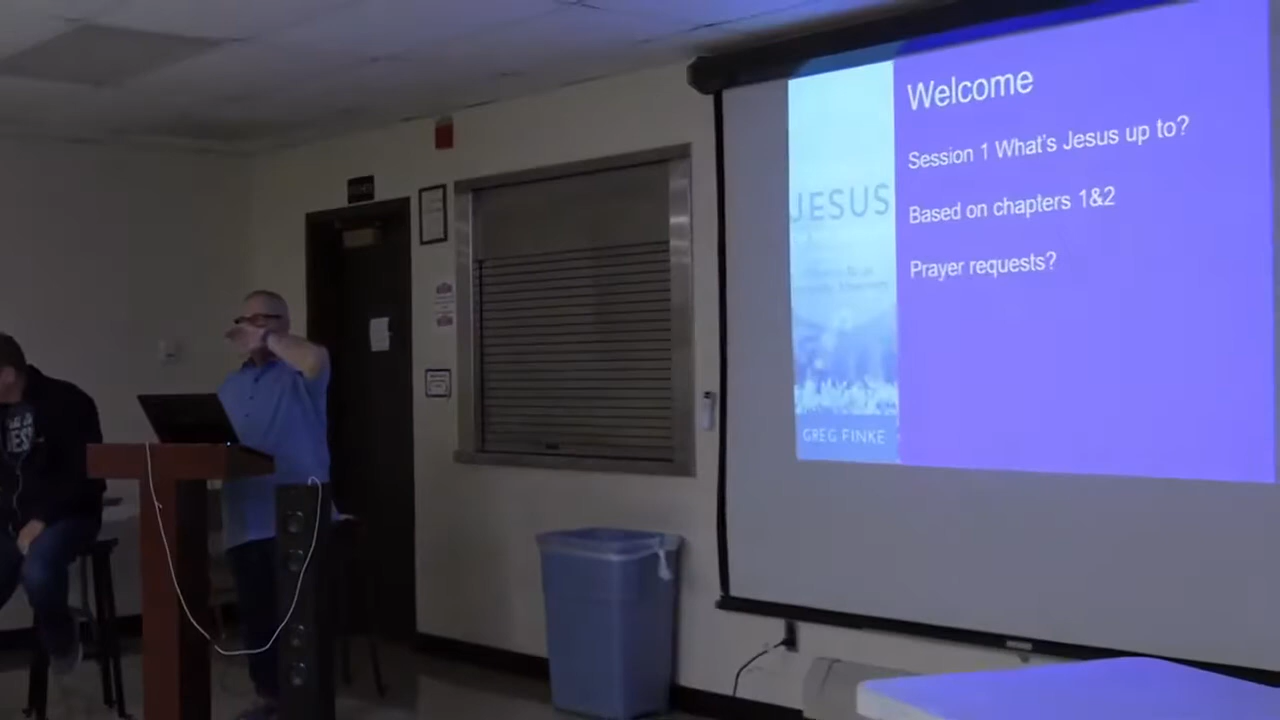 Welcome
Session 1 What's Jesus up to?
Based on chapters 1&2
Prayer requests?
JESUS
GREG FINKE